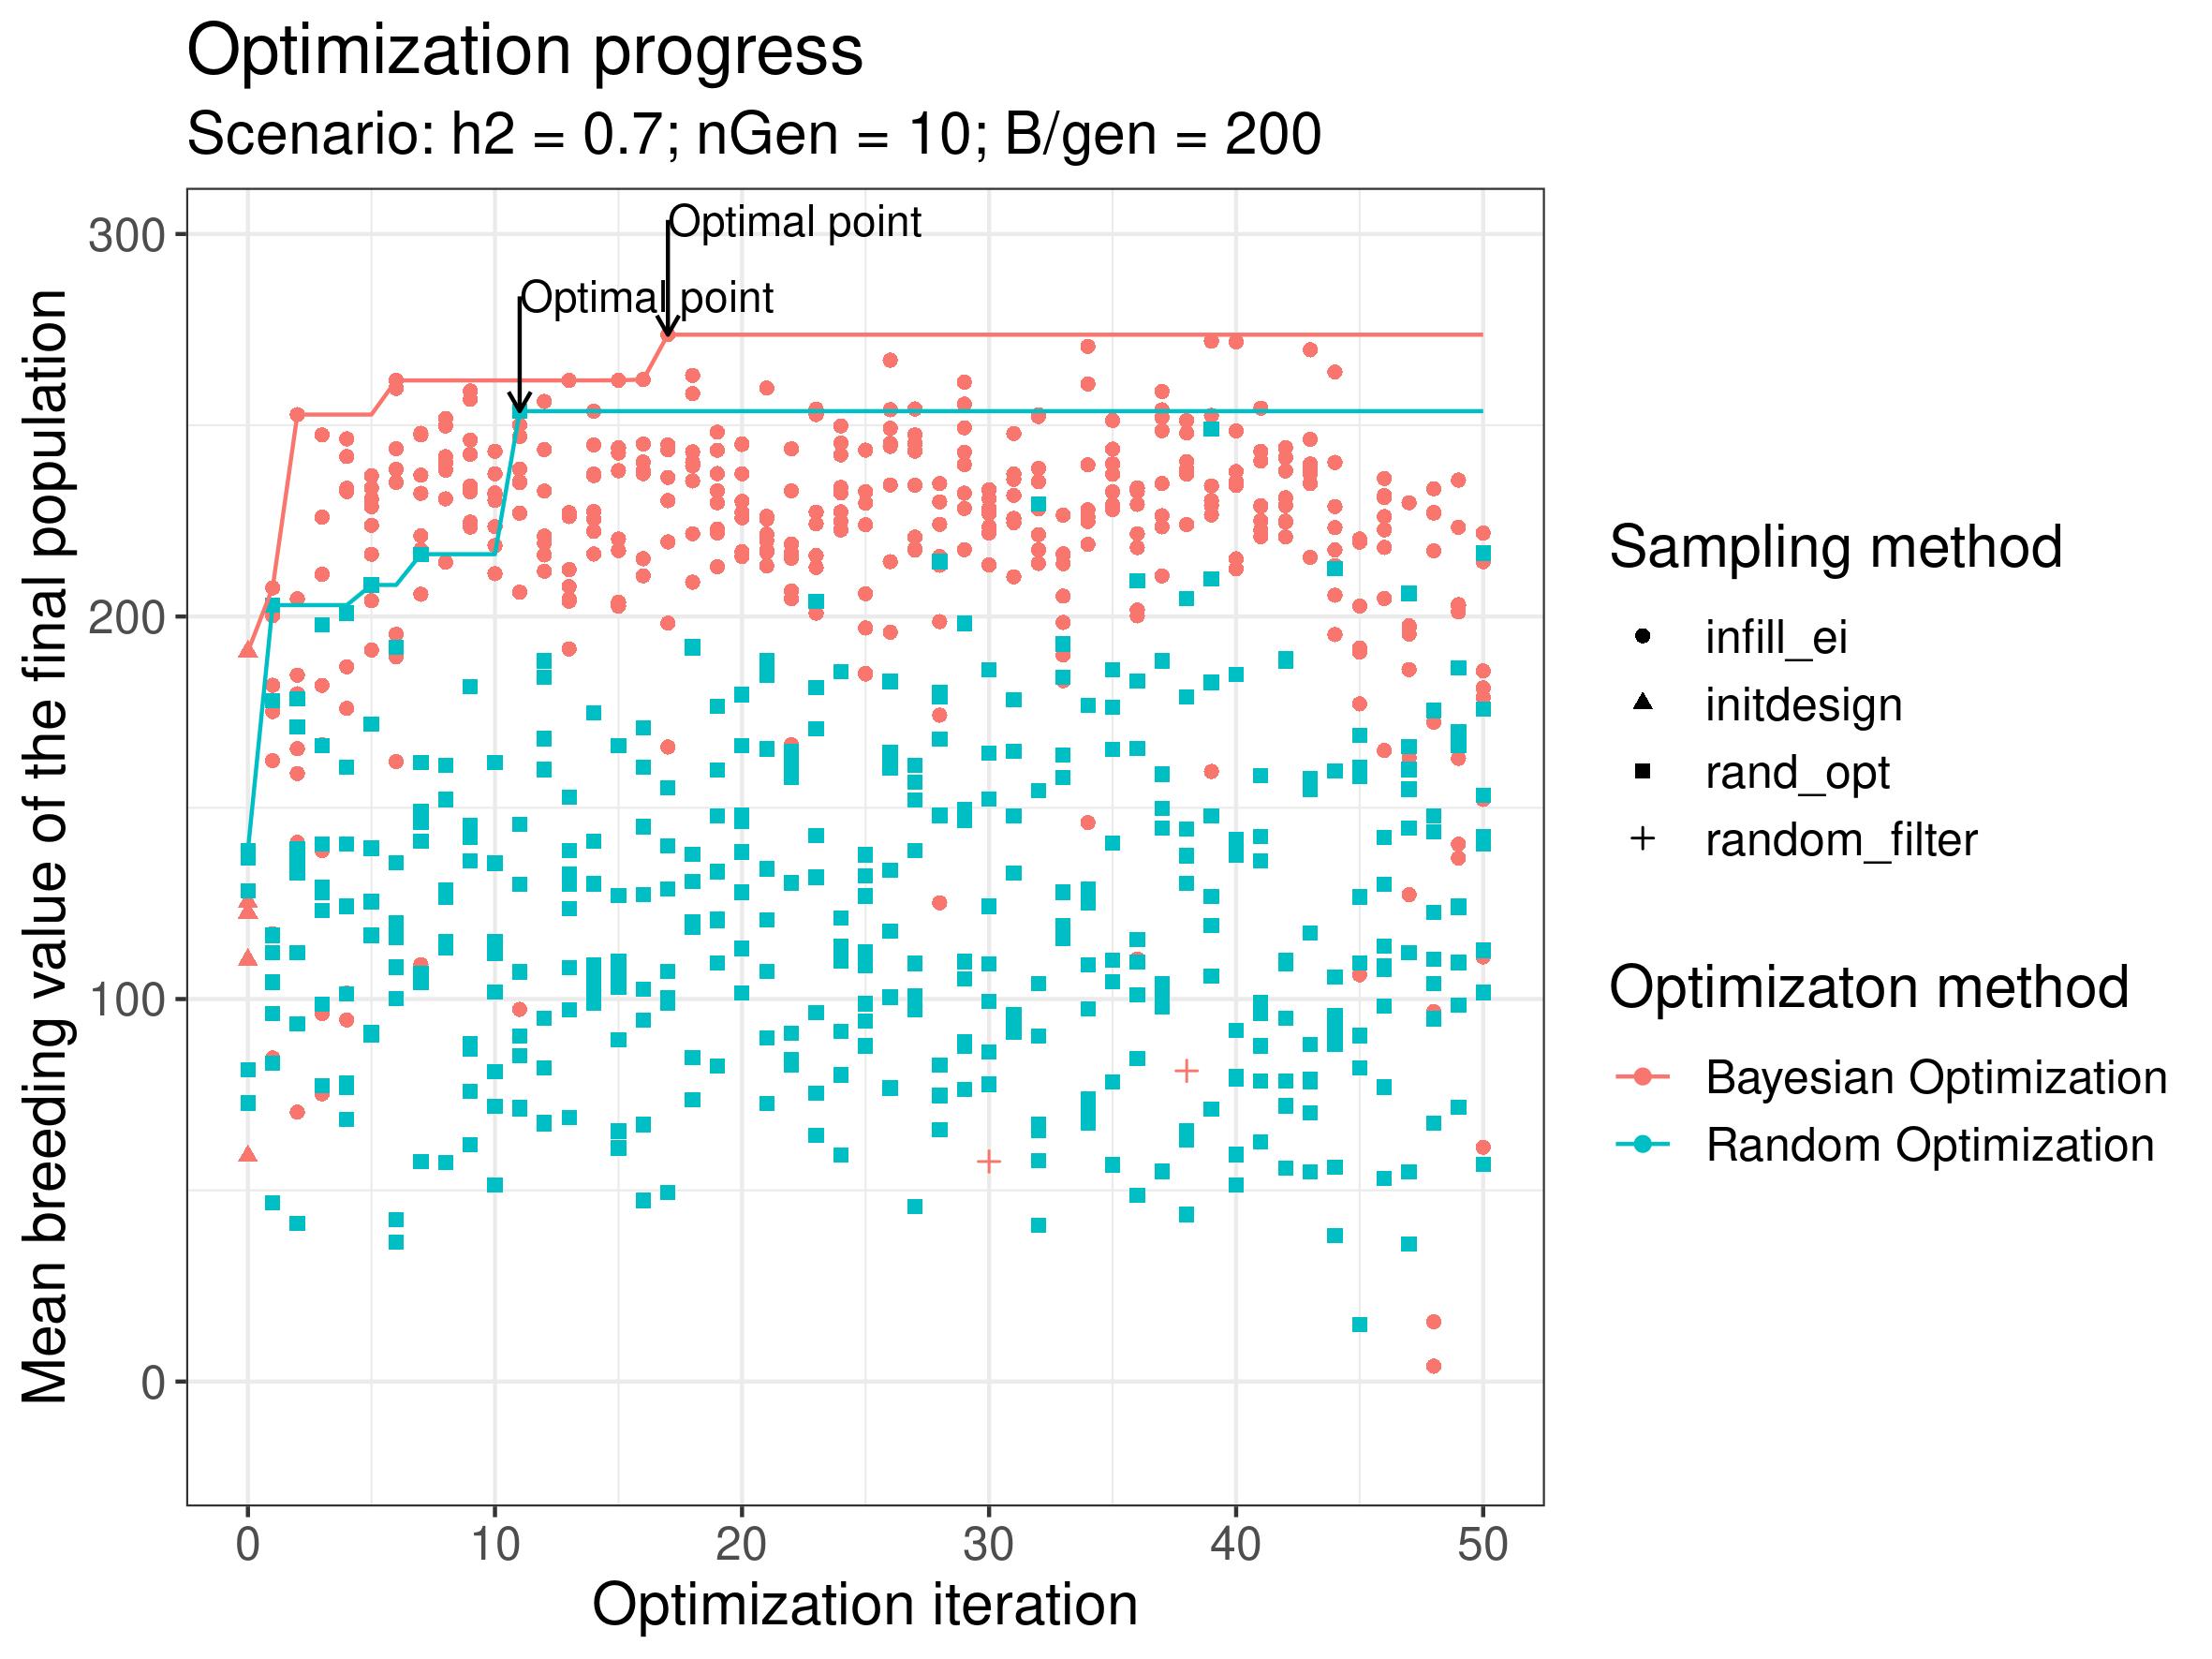 Optimization progress
Scenario: h2 = 0.7; nGen = 10; B/gen = 200
Mean breeding value of the final population
300
200
100
0
Optimal point
Optimal point
0 10 20 30 40 50
Optimization iteration
Sampling method
infill_ei
initdesign
rand_opt
random_filter
Optimizaton method
Bayesian Optimization
Random Optimization